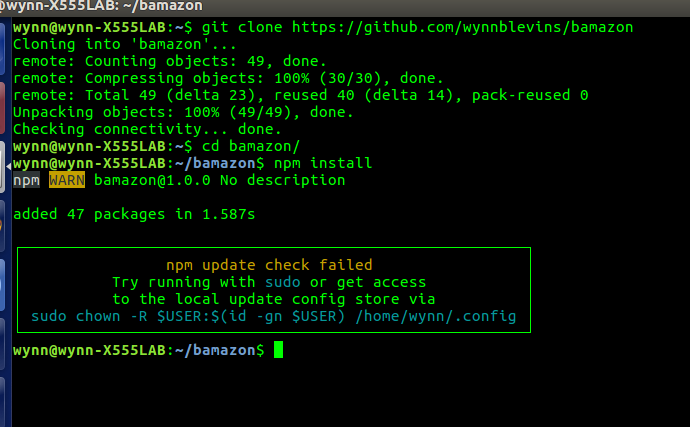 @wynn-X555LAB: ~/bamazon
wynn@wynn-X555LAB:~$ git clone https://github.com/wynnblevins/bamazon
Cloning into 'bamazon'...
remote: Counting objects: 49, done.
remote: Compressing objects: 100% (30/30), done.
remote: Total 49 (delta 23), reused 40 (delta 14), pack-reused 0
Unpacking objects: 100% (49/49), done.
Checking connectivity... done.
wynn@wynn-X555LAB:~$ cd bamazon/
wynn@wynn-X555LAB:~/bamazon$ npm install
npm WARN bamazon@1.0.0 No description
added 47 packages in 1.587s
npm update check failed
Try running with sudo or get access
to the local update config store via
sudo chown -R $USER:$(id -gn $USER) /home/wynn/.config
wynn@wynn-X555LAB:~/bamazon$